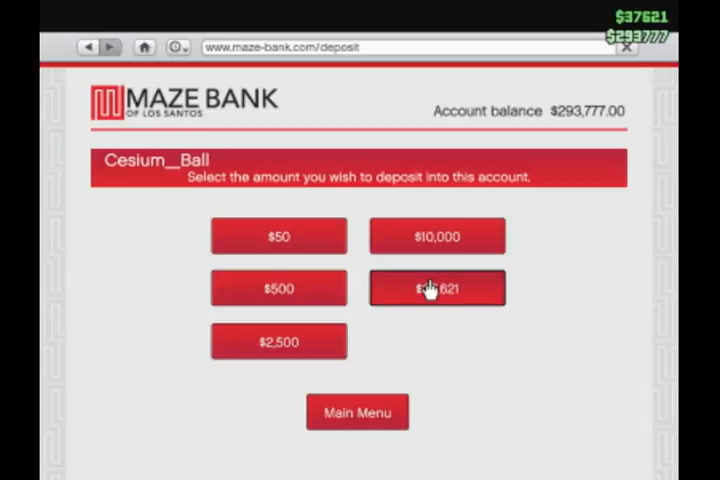 $37621
$293777
www.maze-bank.com/deposit
MAZE BANK
OF LOS SANTOS
Account balance $293,777.00
Cesium__Ball
Select the amount you wish to deposit into this account.
$50
$10,000
$500
$2,500
Main Menu